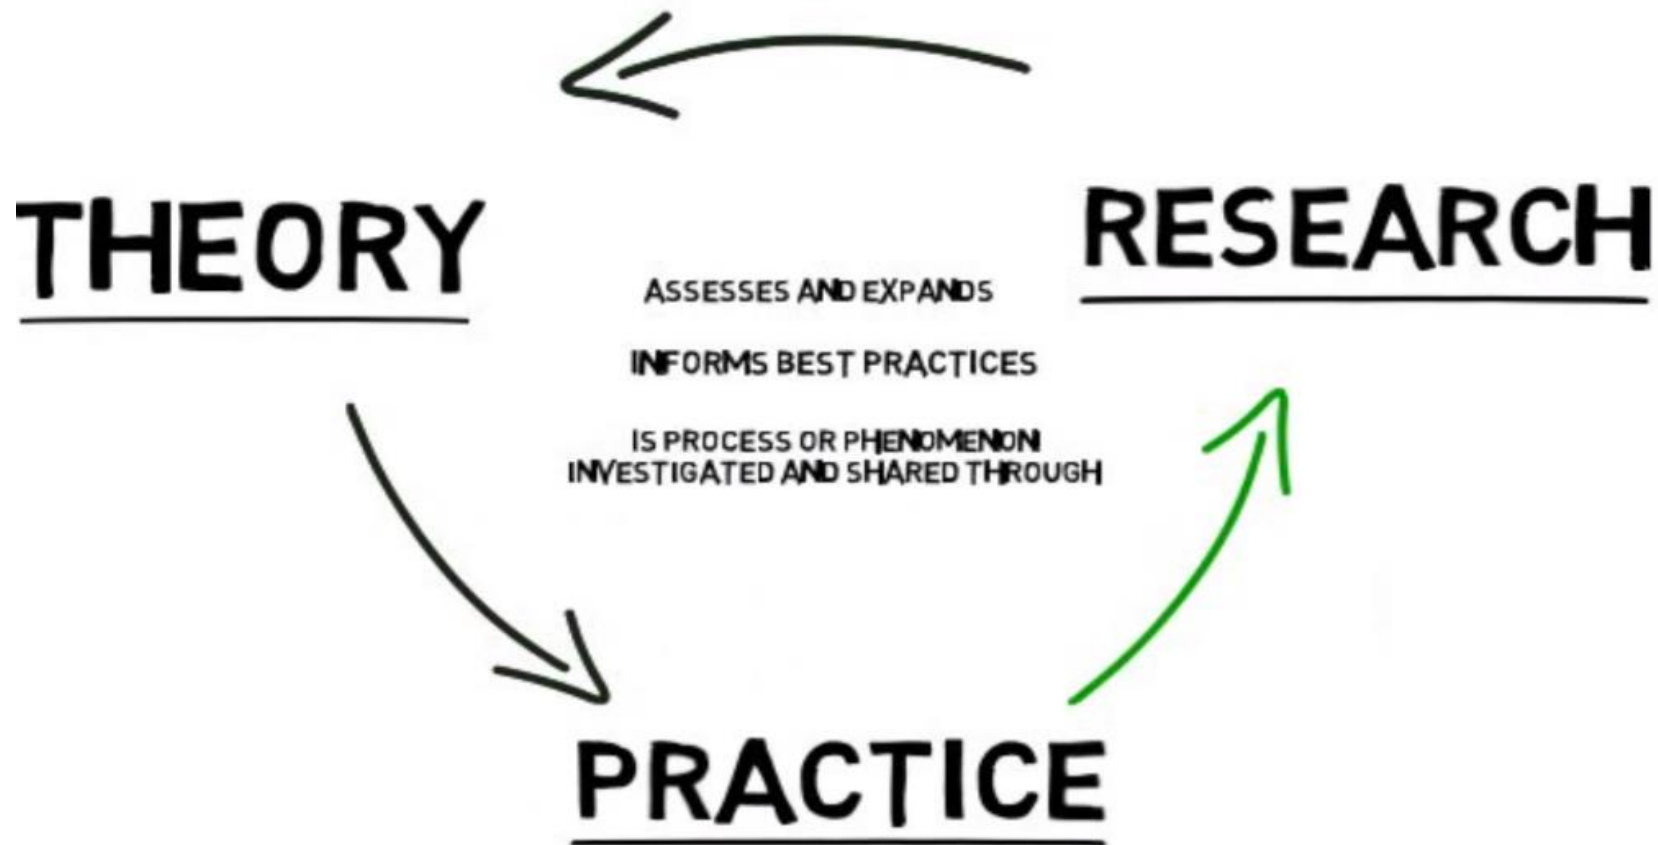 THEORY
RESEARCH
ASSESSES AND EXPANDS
INFORMS BEST PRACTICES
IS PROCESS OR PHENOMENON
INVESTIGATED AND SHARED THROUGH
PRACTICE